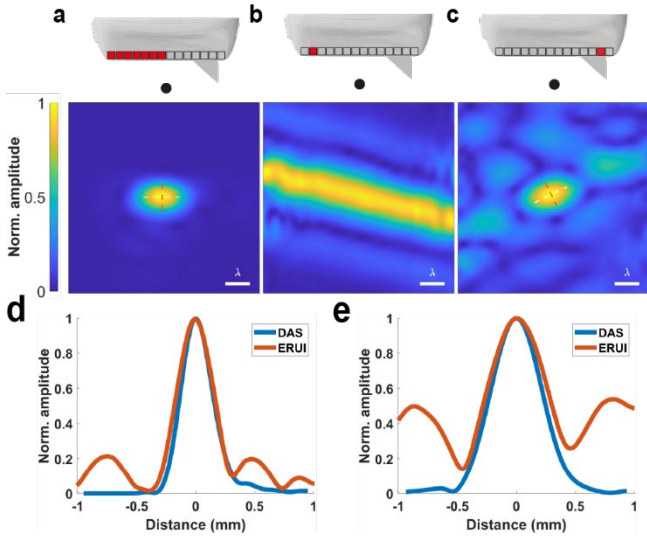 a
b
c
Norm. amplitude
1
0.5
0
λ
λ
λ
d
e
Norm. amplitude
1
0.8
0.6
0.4
0.2
0
DAS
ERUI
-1
-0.5
0
0.5
1
Distance (mm)
Norm. amplitude
1
0.8
0.6
0.4
0.2
0
DAS
ERUI
-1
-0.5
0
0.5
1
Distance (mm)